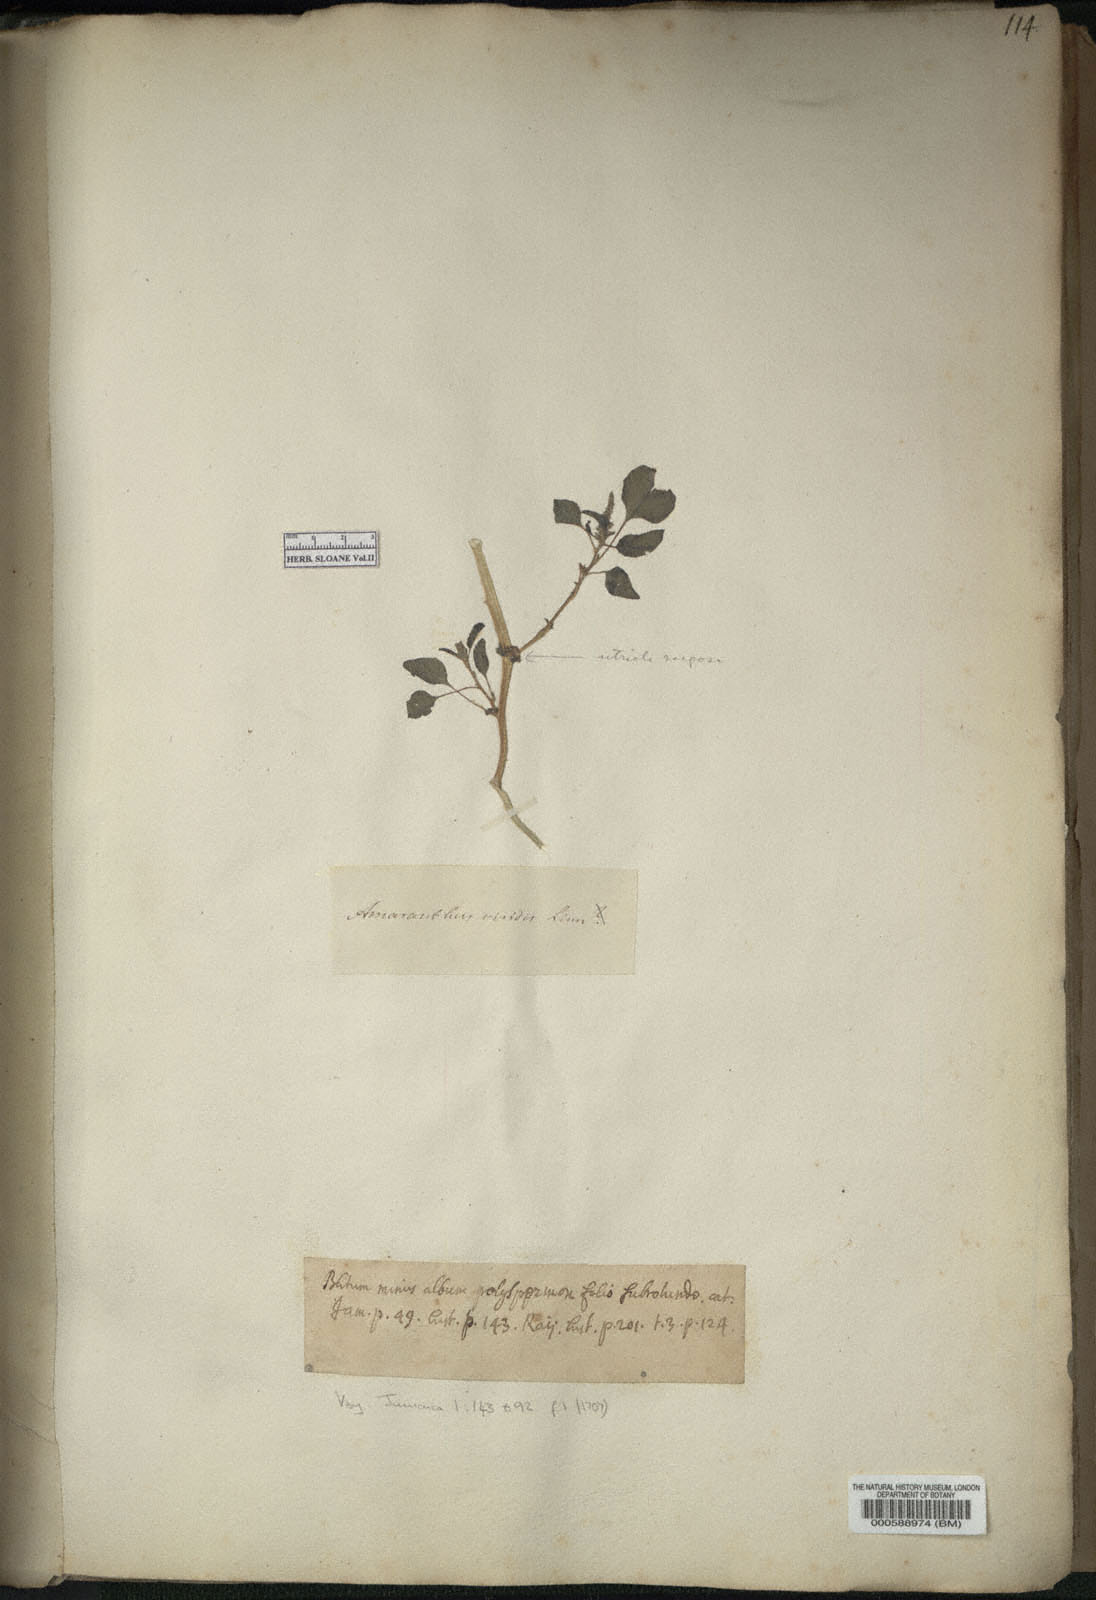 114
mm 1 2 3
HERB. SLOANE Vol.II
utricle rugose
Amaranthus viridis Linn
Blitum minus album polyspermon folio subrotundo. cat.
Jam. p. 49. hist. p. 143. Raij. hist. p. 201. t. 3. p. 124.
Voy. Jamaica 1: 143 92 (1707)
THE NATURAL HISTORY MUSEUM, LONDON
DEPARTMENT OF BOTANY
000588974 (BM)